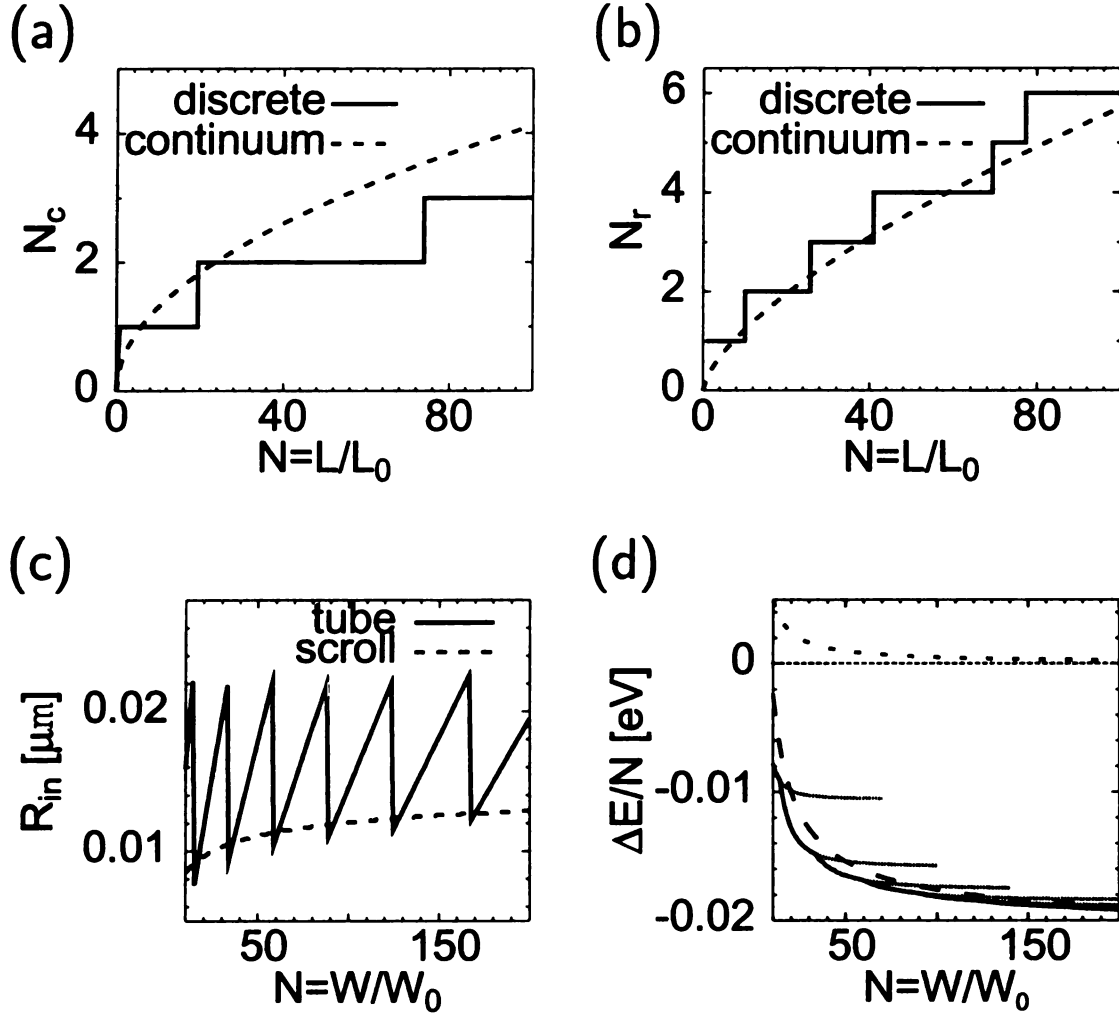 (a)
discrete
continuum
4
2
0
N_c
0 40 80
N=L/L_0
(b)
discrete
continuum
6
4
2
0
N_r
0 40 80
N=L/L_0
(c)
tube
scroll
0.02
0.01
R_in [μm]
50 150
N=W/W_0
(d)
0
-0.01
-0.02
ΔE/N [eV]
50 150
N=W/W_0